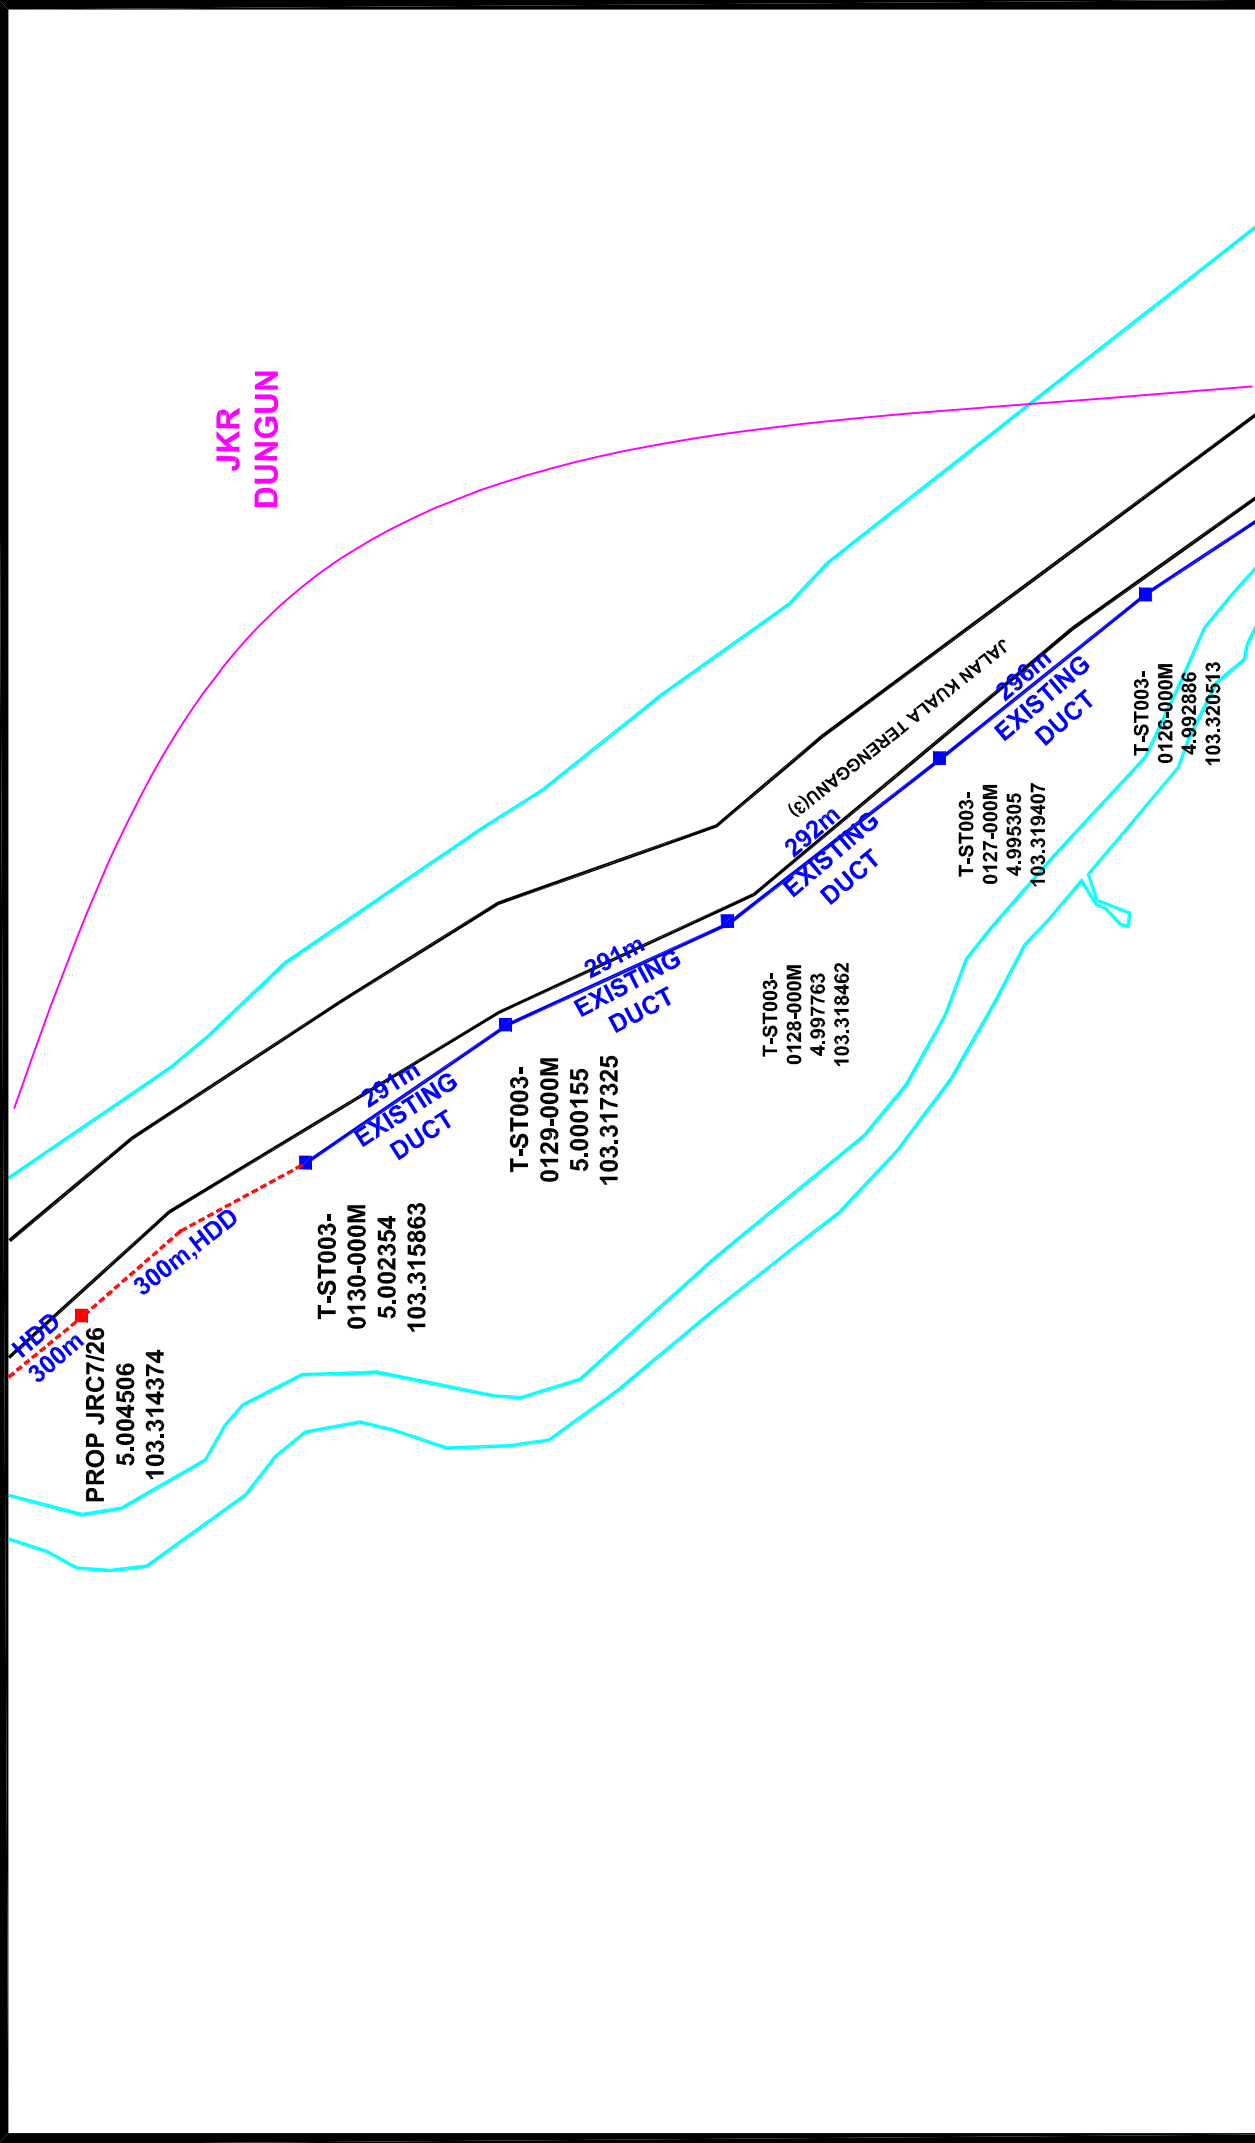 JKR
DUNGUN
HDD
300m
PROP JRC7/26
5.004506
103.314374
300m,HDD
T-ST003-
0130-000M
5.002354
103.315863
291m
EXISTING
DUCT
T-ST003-
0129-000M
5.000155
103.317325
291m
EXISTING
DUCT
T-ST003-
0128-000M
4.997763
103.318462
292m
EXISTING
DUCT
JALAN KUALA TERENGGANU(3)
T-ST003-
0127-000M
4.995305
103.319407
296m
EXISTING
DUCT
T-ST003-
0126-000M
4.992886
103.320513